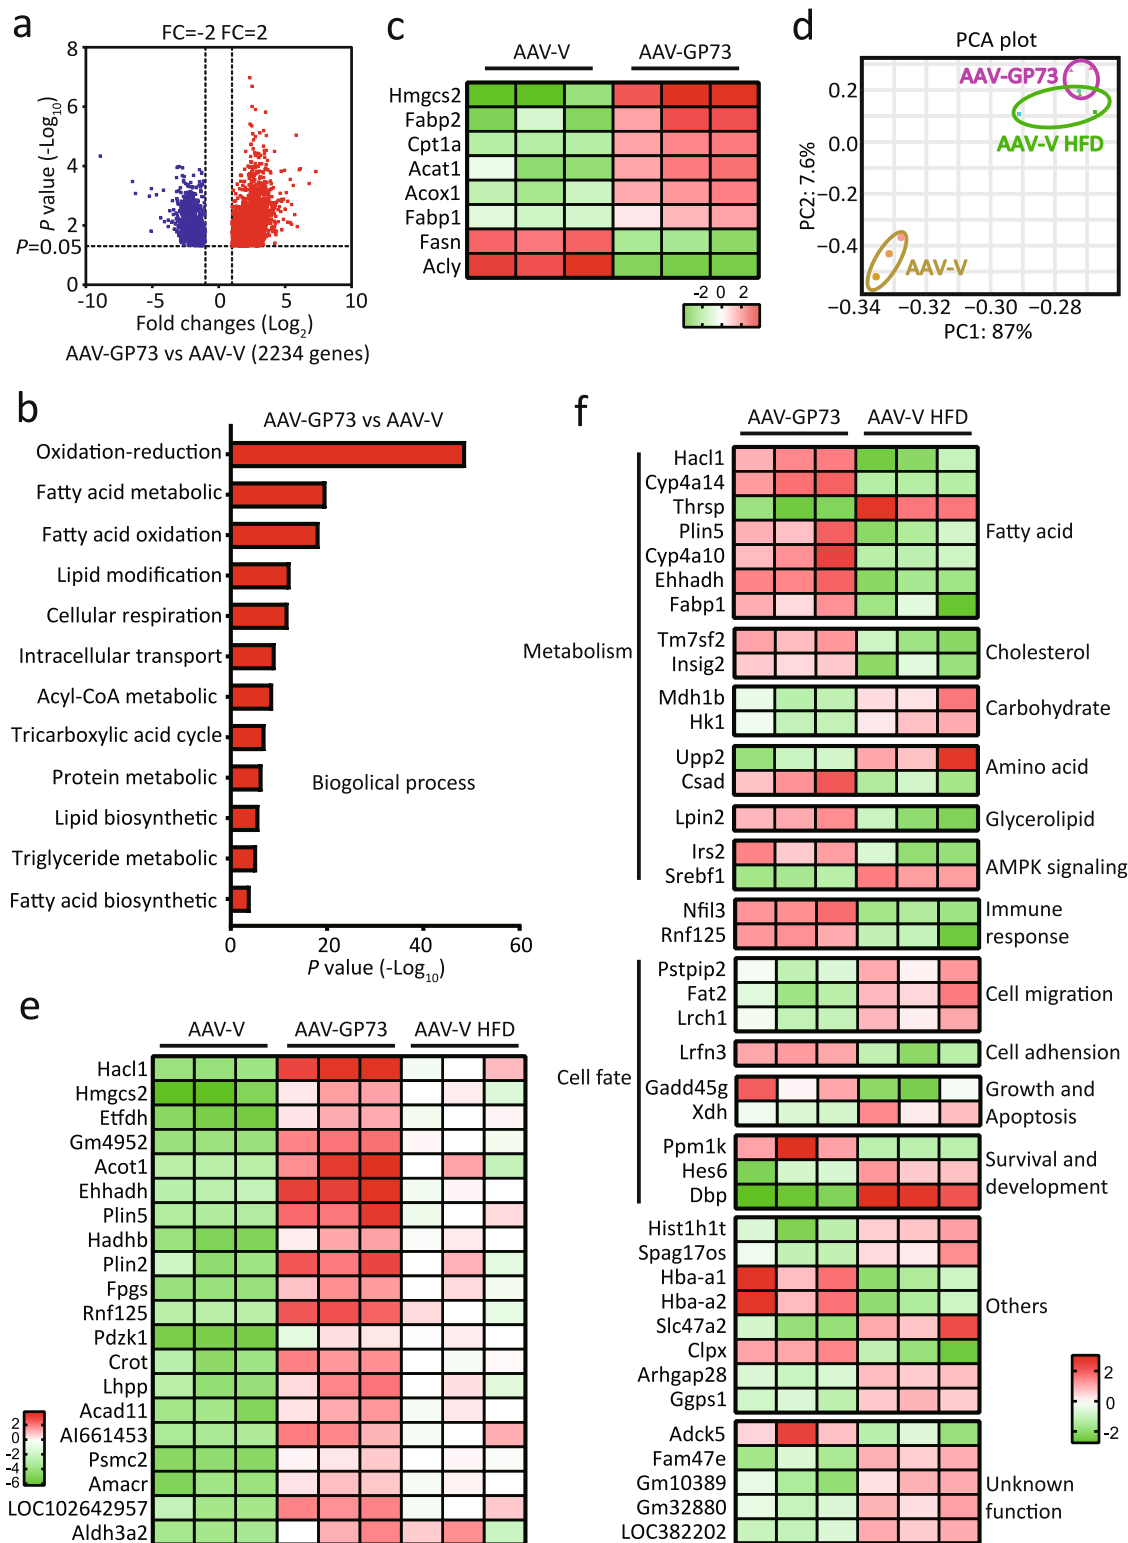 a
FC=-2 FC=2
P value (-Log10)
8
6
4
2
P=0.05
0
-10 -5 0 5 10
Fold changes (Log2)
AAV-GP73 vs AAV-V (2234 genes)
c
AAV-V AAV-GP73
Hmgcs2
Fabp2
Cpt1a
Acat1
Acox1
Fabp1
Fasn
Acly
-2 0 2
d
PCA plot
AAV-GP73
AAV-V HFD
AAV-V
PC2: 7.6%
0.2
0.0
−0.2
−0.4
−0.34 −0.32 −0.30 −0.28
PC1: 87%
b
AAV-GP73 vs AAV-V
Oxidation-reduction
Fatty acid metabolic
Fatty acid oxidation
Lipid modification
Cellular respiration
Intracellular transport
Acyl-CoA metabolic
Tricarboxylic acid cycle
Protein metabolic
Lipid biosynthetic
Triglyceride metabolic
Fatty acid biosynthetic
Biogolical process
0 20 40 60
P value (-Log10)
e
AAV-V AAV-GP73 AAV-V HFD
Hacl1
Hmgcs2
Etfdh
Gm4952
Acot1
Ehhadh
Plin5
Hadhb
Plin2
Fpgs
Rnf125
Pdzk1
Crot
Lhpp
Acad11
AI661453
Psmc2
Amacr
LOC102642957
Aldh3a2
2
0
-2
-4
-6
f
AAV-GP73 AAV-V HFD
Metabolism
Hacl1
Cyp4a14
Thrsp
Plin5
Cyp4a10
Ehhadh
Fabp1
Fatty acid
Tm7sf2
Insig2
Cholesterol
Mdh1b
Hk1
Carbohydrate
Upp2
Csad
Amino acid
Lpin2
Glycerolipid
Irs2
Srebf1
AMPK signaling
Nfil3
Rnf125
Immune
response
Cell fate
Pstpip2
Fat2
Lrch1
Cell migration
Lrfn3
Cell adhension
Gadd45g
Xdh
Growth and
Apoptosis
Ppm1k
Hes6
Dbp
Survival and
development
Hist1h1t
Spag17os
Hba-a1
Hba-a2
Slc47a2
Clpx
Arhgap28
Ggps1
Others
Adck5
Fam47e
Gm10389
Gm32880
LOC382202
Unknown
function
2
0
-2